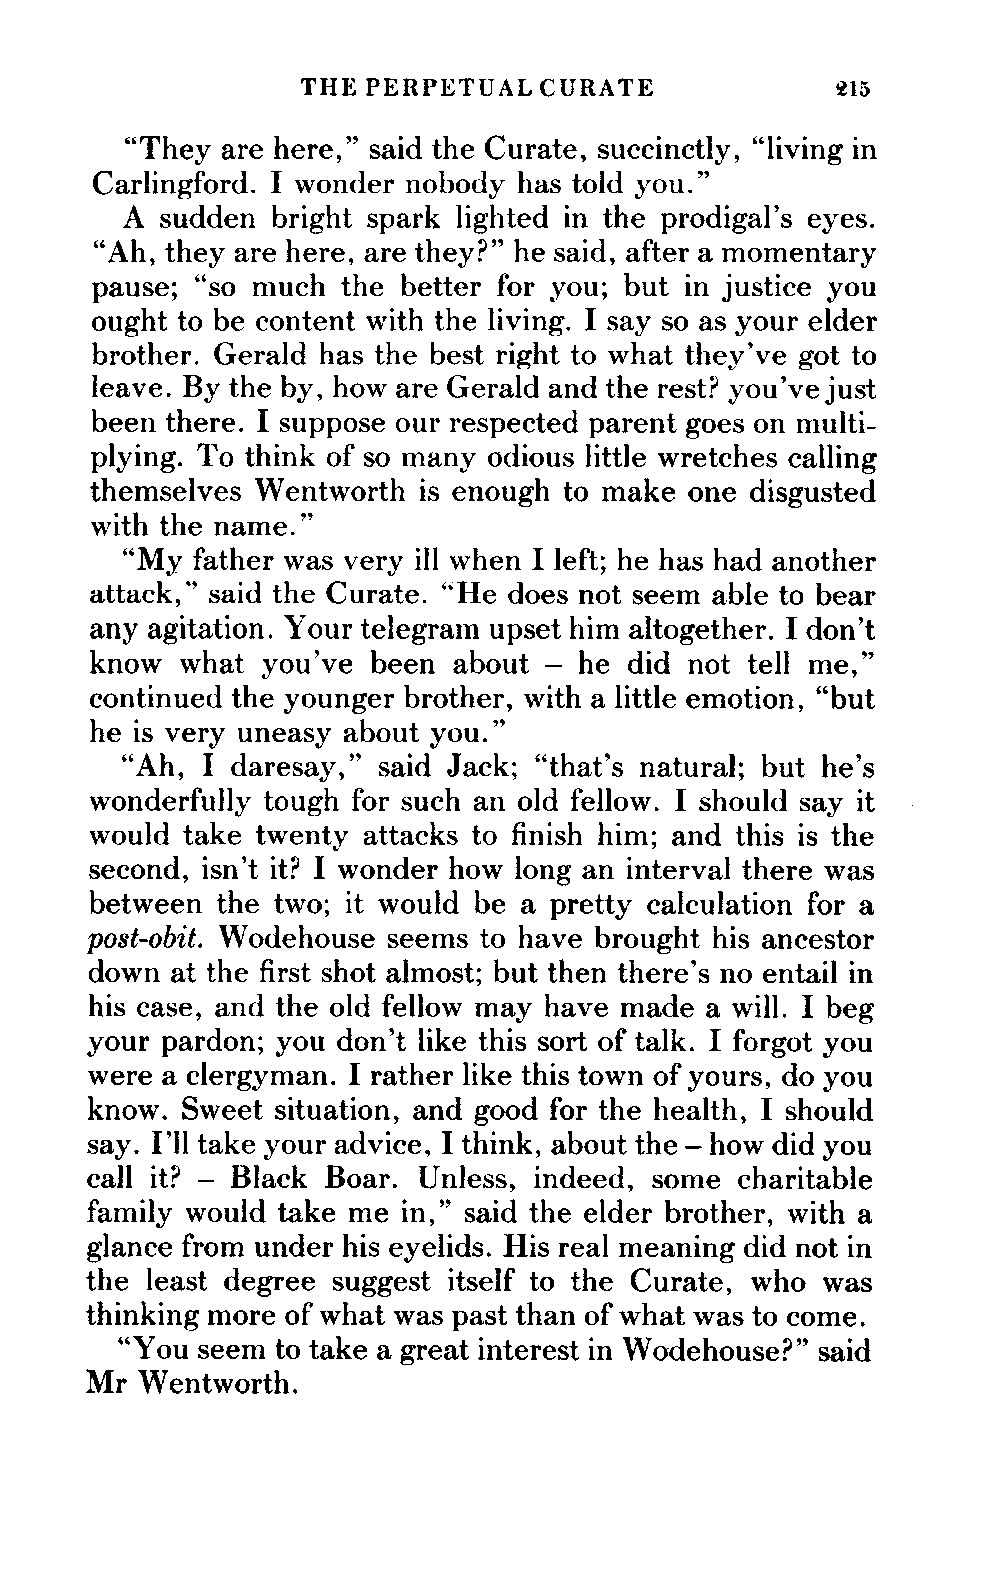 THE PERPETUAL CURATE 215
“They are here,” said the Curate, succinctly, “living in
Carlingford. I wonder nobody has told you.”
A sudden bright spark lighted in the prodigal’s eyes.
“Ah, they are here, are they?” he said, after a momentary
pause; “so much the better for you; but in justice you
ought to be content with the living. I say so as your elder
brother. Gerald has the best right to what they’ve got to
leave. By the by, how are Gerald and the rest? you’ve just
been there. I suppose our respected parent goes on multi-
plying. To think of so many odious little wretches calling
themselves Wentworth is enough to make one disgusted
with the name.”
“My father was very ill when I left; he has had another
attack,” said the Curate. “He does not seem able to bear
any agitation. Your telegram upset him altogether. I don’t
know what you’ve been about – he did not tell me,”
continued the younger brother, with a little emotion, “but
he is very uneasy about you.”
“Ah, I daresay,” said Jack; “that’s natural; but he’s
wonderfully tough for such an old fellow. I should say it
would take twenty attacks to finish him; and this is the
second, isn’t it? I wonder how long an interval there was
between the two; it would be a pretty calculation for a
post-obit. Wodehouse seems to have brought his ancestor
down at the first shot almost; but then there’s no entail in
his case, and the old fellow may have made a will. I beg
your pardon; you don’t like this sort of talk. I forgot you
were a clergyman. I rather like this town of yours, do you
know. Sweet situation, and good for the health, I should
say. I’ll take your advice, I think, about the – how did you
call it? – Black Boar. Unless, indeed, some charitable
family would take me in,” said the elder brother, with a
glance from under his eyelids. His real meaning did not in
the least degree suggest itself to the Curate, who was
thinking more of what was past than of what was to come.
“You seem to take a great interest in Wodehouse?” said
Mr Wentworth.